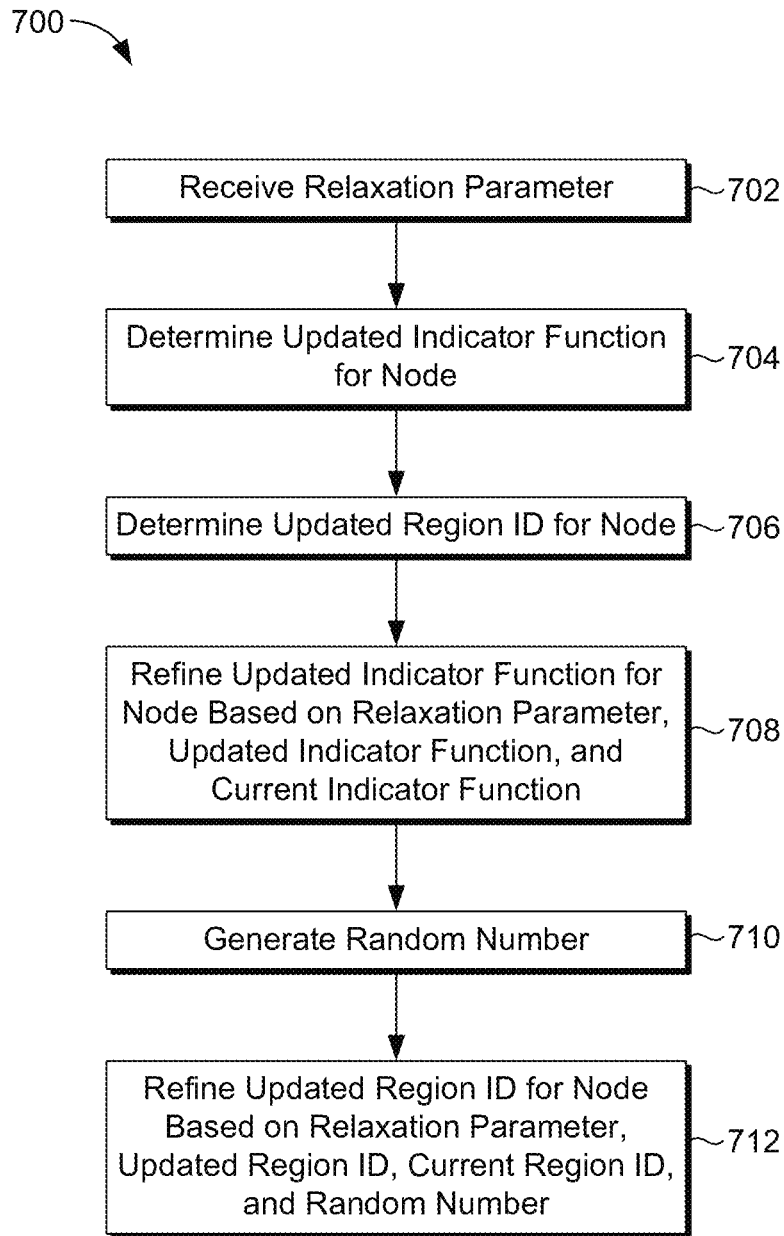 700
Receive Relaxation Parameter
702
Determine Updated Indicator Function
for Node
704
Determine Updated Region ID for Node
706
Refine Updated Indicator Function for
Node Based on Relaxation Parameter,
Updated Indicator Function, and
Current Indicator Function
708
Generate Random Number
710
Refine Updated Region ID for Node
Based on Relaxation Parameter,
Updated Region ID, Current Region ID,
and Random Number
712